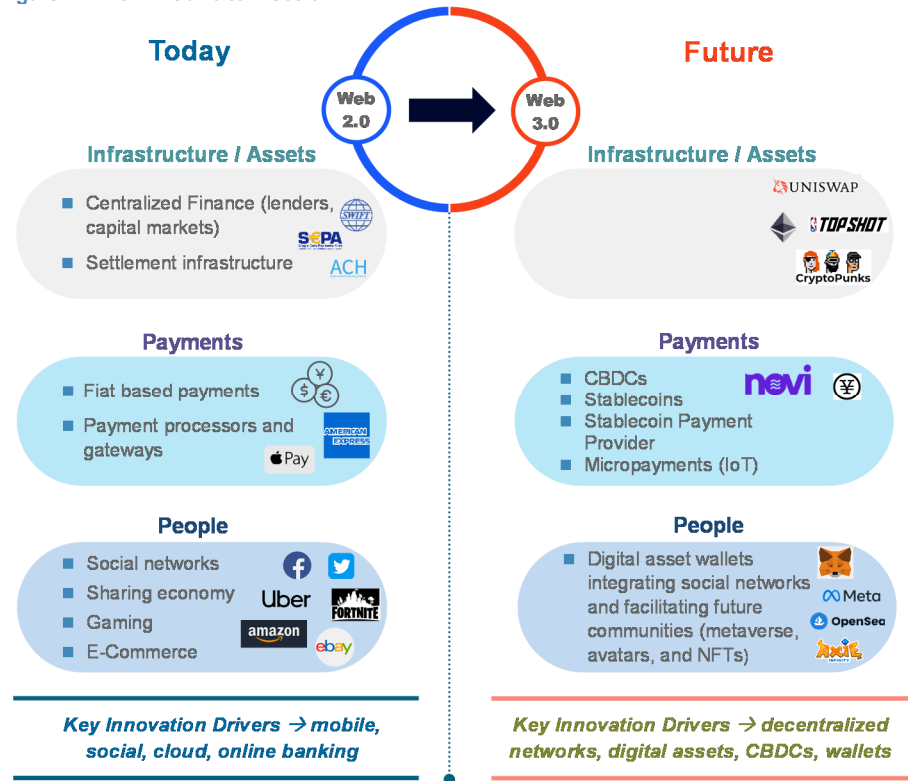 Today
Future
Web
2.0
Web
3.0
Infrastructure / Assets
Centralized Finance (lenders,
capital markets)
SWIFT
S€PA
Settlement infrastructure
ACH
Infrastructure / Assets
UNISWAP
TOP SHOT
CryptoPunks
Payments
Fiat based payments
¥
$
€
Payment processors and
gateways
AMERICAN
EXPRESS
Pay
Payments
CBDCs
Stablecoins
Stablecoin Payment
Provider
Micropayments (IoT)
novi
¥
People
Social networks
Sharing economy
Gaming
E-Commerce
f
Uber
FORTNITE
amazon
ebay
People
Digital asset wallets
integrating social networks
and facilitating future
communities (metaverse,
avatars, and NFTs)
Meta
OpenSea
AXIE
INFINITY
Key Innovation Drivers → mobile,
social, cloud, online banking
Key Innovation Drivers → decentralized
networks, digital assets, CBDCs, wallets